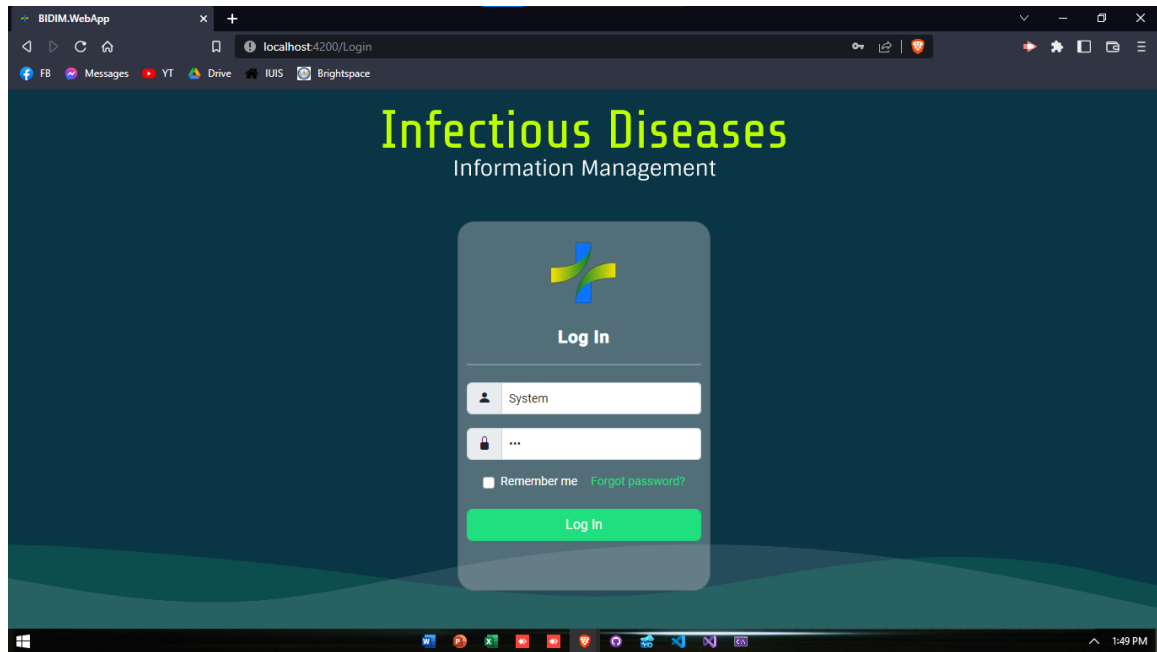 BIDIM.WebApp
localhost:4200/Login
FB Messages YT Drive IUIS Brightspace
Infectious Diseases
Information Management
Log In
System
•••
Remember me Forgot password?
Log In
1:49 PM